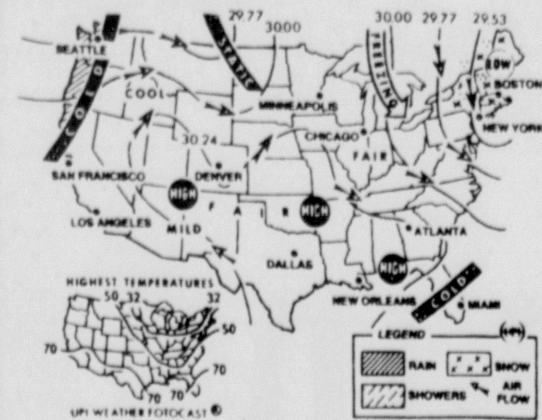 29.77
30.00
30.00 29.77 29.53
SEATTLE
COLD
COOL
STATIC
FREEZING
LOW
BOSTON
NEW YORK
MINNEAPOLIS
CHICAGO
FAIR
30.24
SAN FRANCISCO
DENVER
HIGH
FAIR
HIGH
LOS ANGELES
MILD
ATLANTA
DALLAS
HIGH
NEW ORLEANS
COLD
MIAMI
HIGHEST TEMPERATURES
50 32 32
50
70
70
70 70
UPI WEATHER FOTOCAST ®
LEGEND
RAIN
SNOW
SHOWERS
AIR
FLOW